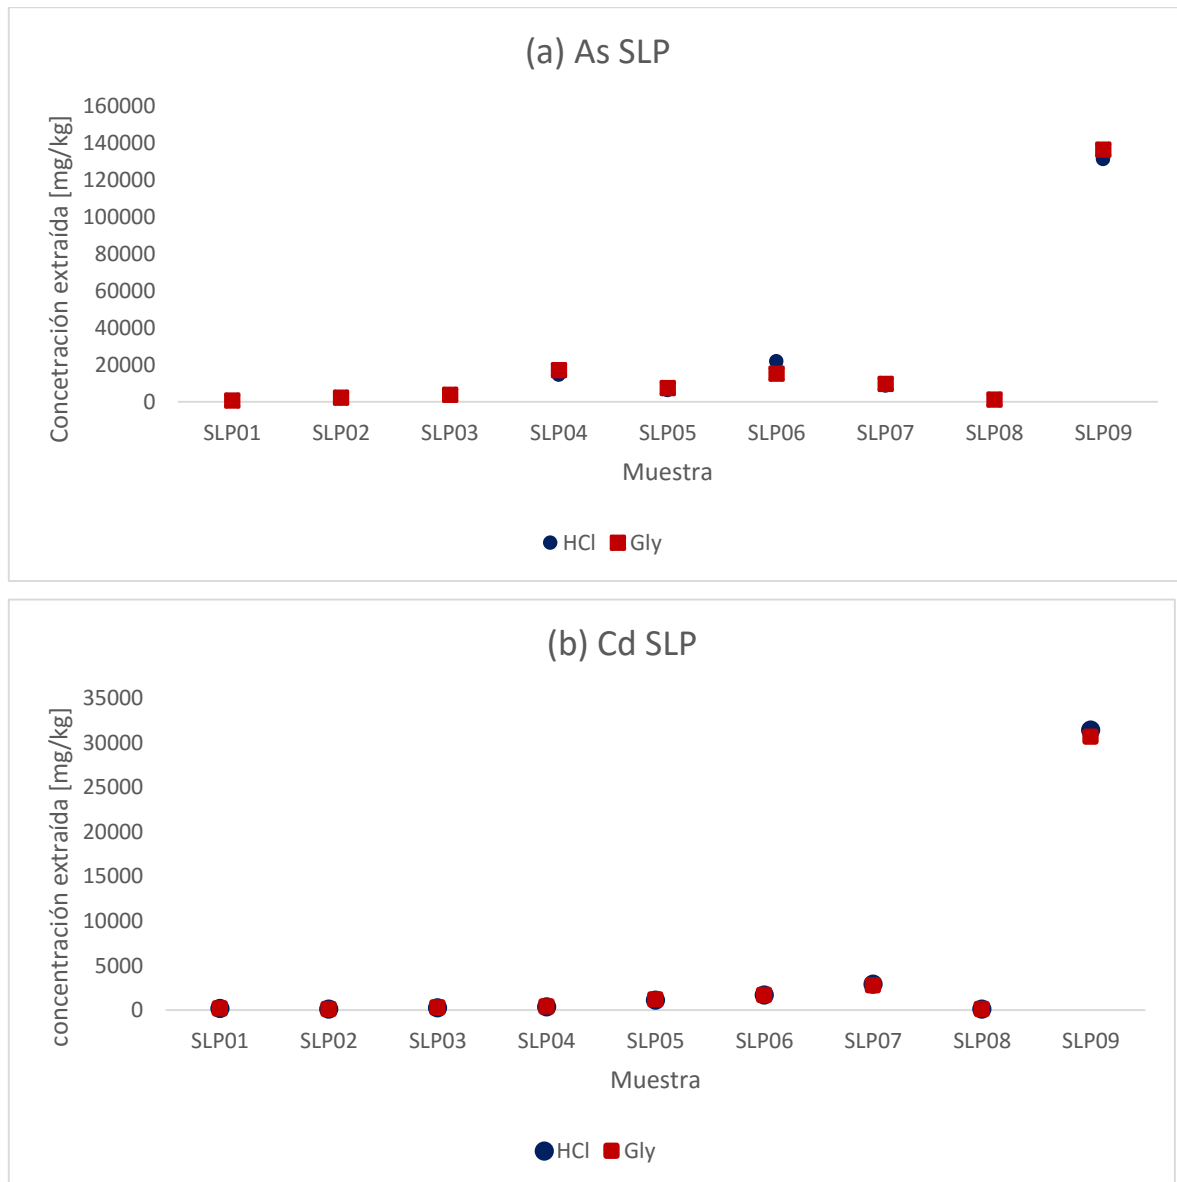 (a) As SLP
Concetración extraída [mg/kg]
160000
140000
120000
100000
80000
60000
40000
20000
0
SLP01 SLP02 SLP03 SLP04 SLP05 SLP06 SLP07 SLP08 SLP09
Muestra
HCl Gly
(b) Cd SLP
concentración extraída [mg/kg]
35000
30000
25000
20000
15000
10000
5000
0
SLP01 SLP02 SLP03 SLP04 SLP05 SLP06 SLP07 SLP08 SLP09
Muestra
HCl Gly